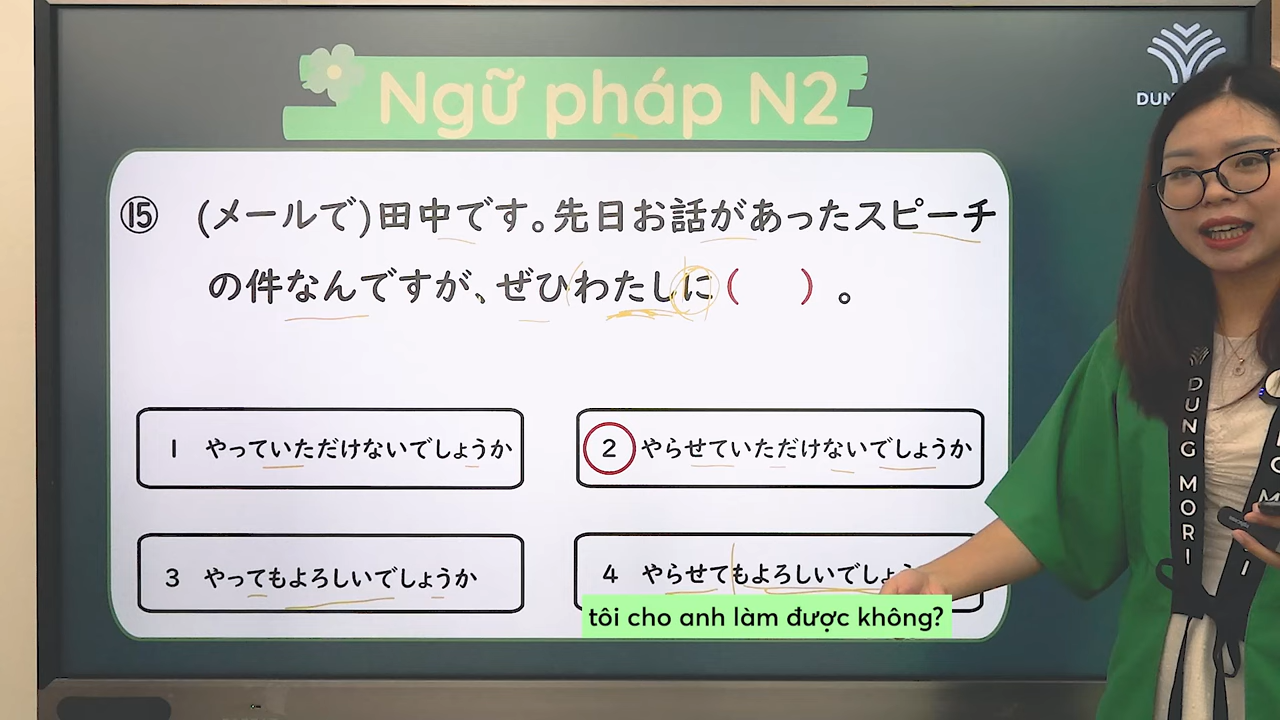 Ngữ pháp N2
⑮ (メールで)田中です。先日お話があったスピーチ
の件なんですが、ぜひわたしに( )。
1 やっていただけないでしょうか
2 やらせていただけないでしょうか
3 やってもよろしいでしょうか
4 やらせてもよろしいでしょ
tôi cho anh làm được không?
DUNG MORI